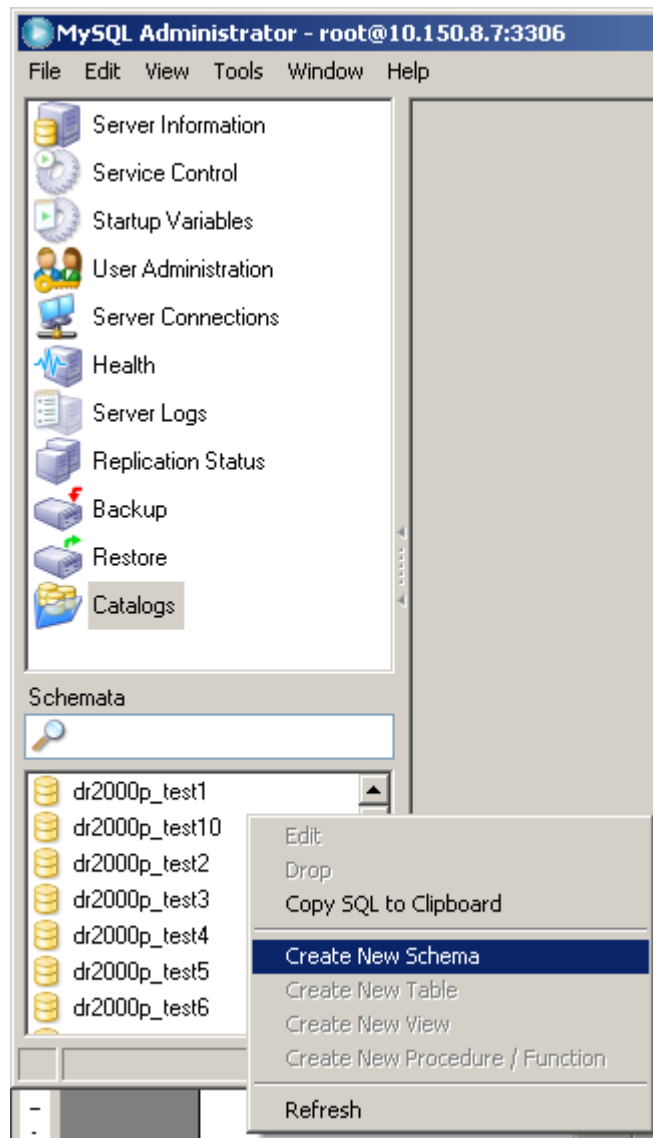 MySQL Administrator - root@10.150.8.7:3306
File Edit View Tools Window Help
Server Information
Service Control
Startup Variables
User Administration
Server Connections
Health
Server Logs
Replication Status
Backup
Restore
Catalogs
Schemata
dr2000p_test1
dr2000p_test10
dr2000p_test2
dr2000p_test3
dr2000p_test4
dr2000p_test5
dr2000p_test6
Edit
Drop
Copy SQL to Clipboard
Create New Schema
Create New Table
Create New View
Create New Procedure / Function
Refresh